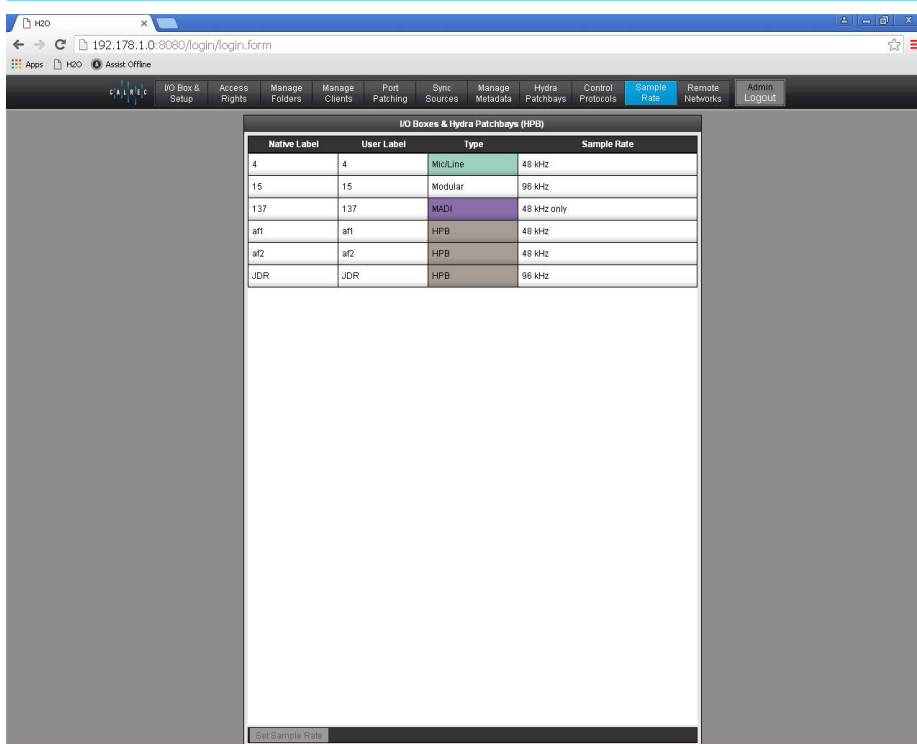 H2O
192.178.1.0:8080/login/login.form
Apps H2O Assist Offline
CALREC
I/O Box & Setup
Access Rights
Manage Folders
Manage Clients
Port Patching
Sync Sources
Manage Metadata
Hydra Patchbays
Control Protocols
Sample Rate
Remote Networks
Admin Logout
I/O Boxes & Hydra Patchbays (HPB)
Native Label User Label Type Sample Rate
4 4 Mic/Line 48 kHz
15 15 Modular 96 kHz
137 137 MADI 48 kHz only
af1 af1 HPB 48 kHz
af2 af2 HPB 48 kHz
JDR JDR HPB 96 kHz
Set Sample Rate